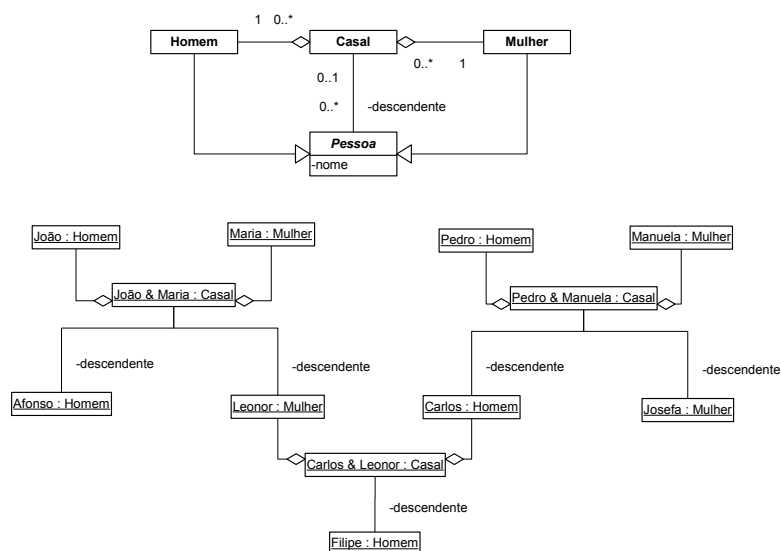 1 0..*
Homem Casal Mulher
0..1 0..* 1
0..* -descendente
Pessoa
-nome
João : Homem Maria : Mulher Pedro : Homem Manuela : Mulher
João & Maria : Casal Pedro & Manuela : Casal
-descendente -descendente -descendente -descendente
Afonso : Homem Leonor : Mulher Carlos : Homem Josefa : Mulher
Carlos & Leonor : Casal
-descendente
Filipe : Homem